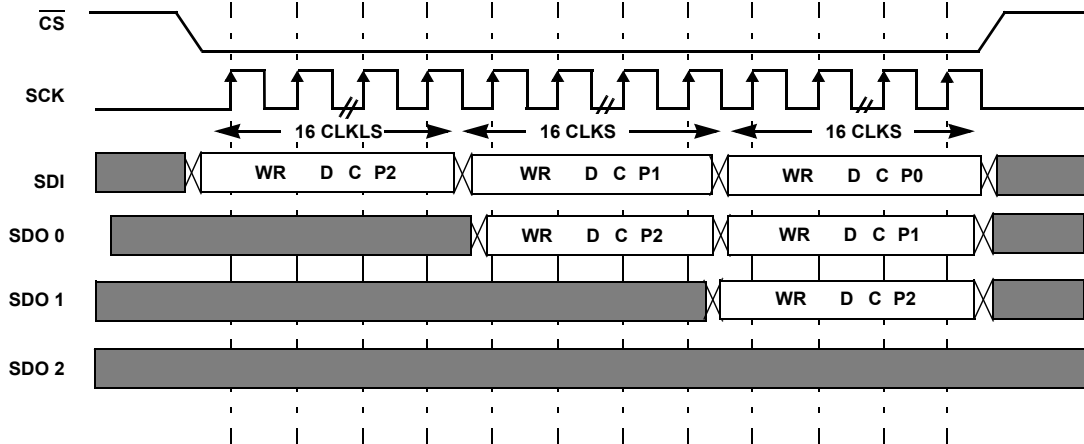 CS
SCK
16 CLKLS 16 CLKS 16 CLKS
SDI WR D C P2 WR D C P1 WR D C P0
SDO 0 WR D C P2 WR D C P1
SDO 1 WR D C P2
SDO 2